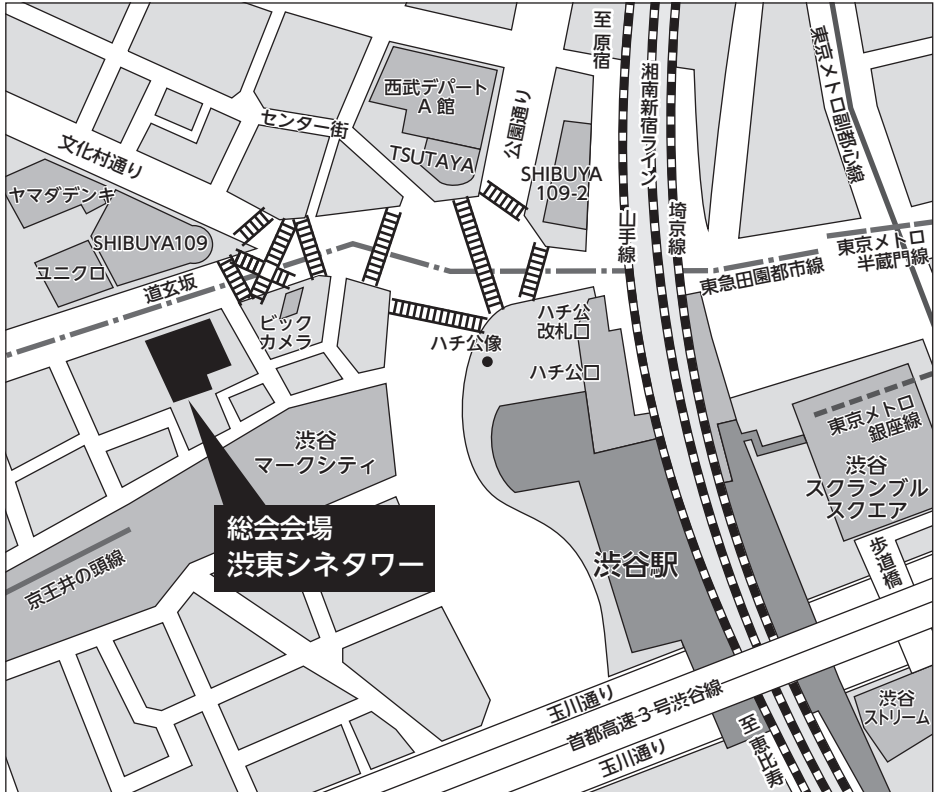 至 原宿
湘南新宿ライン
山手線
埼京線
東京メトロ副都心線
西武デパート
A 館
センター街
公園通り
TSUTAYA
SHIBUYA
109-2
文化村通り
ヤマダデンキ
SHIBUYA109
ユニクロ
道玄坂
東急田園都市線
東京メトロ
半蔵門線
ビック
カメラ
ハチ公像
ハチ公
改札口
ハチ公口
渋谷
マークシティ
東京メトロ
銀座線
渋谷
スクランブル
スクエア
総会会場
渋東シネタワー
渋谷駅
歩道橋
京王井の頭線
玉川通り
首都高速3号渋谷線
玉川通り
渋谷
ストリーム
至 恵比寿